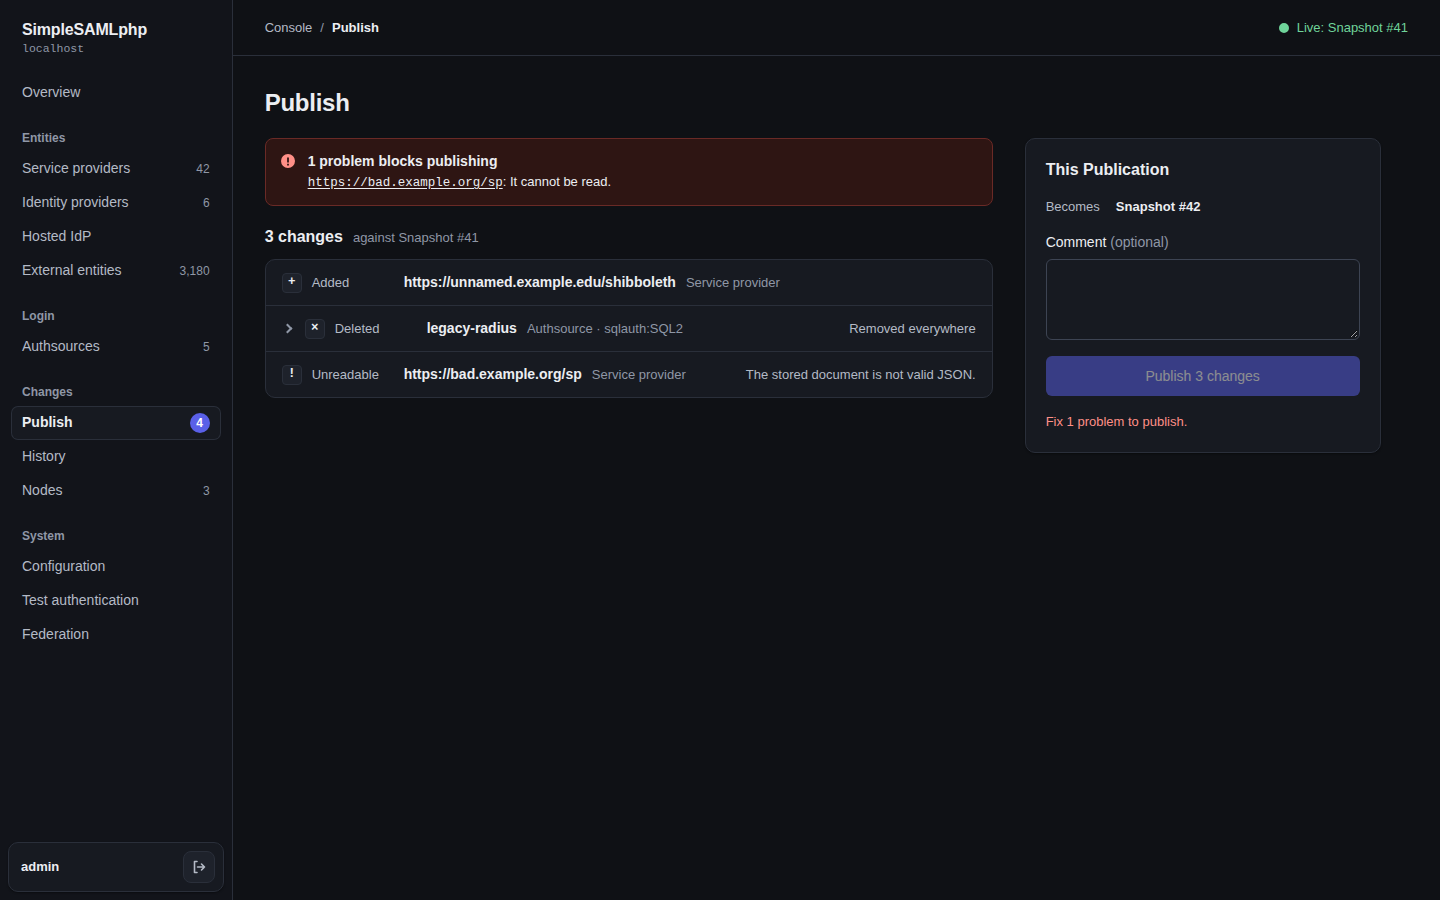 SimpleSAMLphp
localhost
Overview
Entities
Service providers 42
Identity providers 6
Hosted IdP
External entities 3,180
Login
Authsources 5
Changes
Publish 4
History
Nodes 3
System
Configuration
Test authentication
Federation
admin
Console / Publish
Live: Snapshot #41
Publish
1 problem blocks publishing
https://bad.example.org/sp: It cannot be read.
3 changes against Snapshot #41
+ Added https://unnamed.example.edu/shibboleth Service provider
× Deleted legacy-radius Authsource · sqlauth:SQL2 Removed everywhere
! Unreadable https://bad.example.org/sp Service provider The stored document is not valid JSON.
This Publication
Becomes Snapshot #42
Comment (optional)
Publish 3 changes
Fix 1 problem to publish.